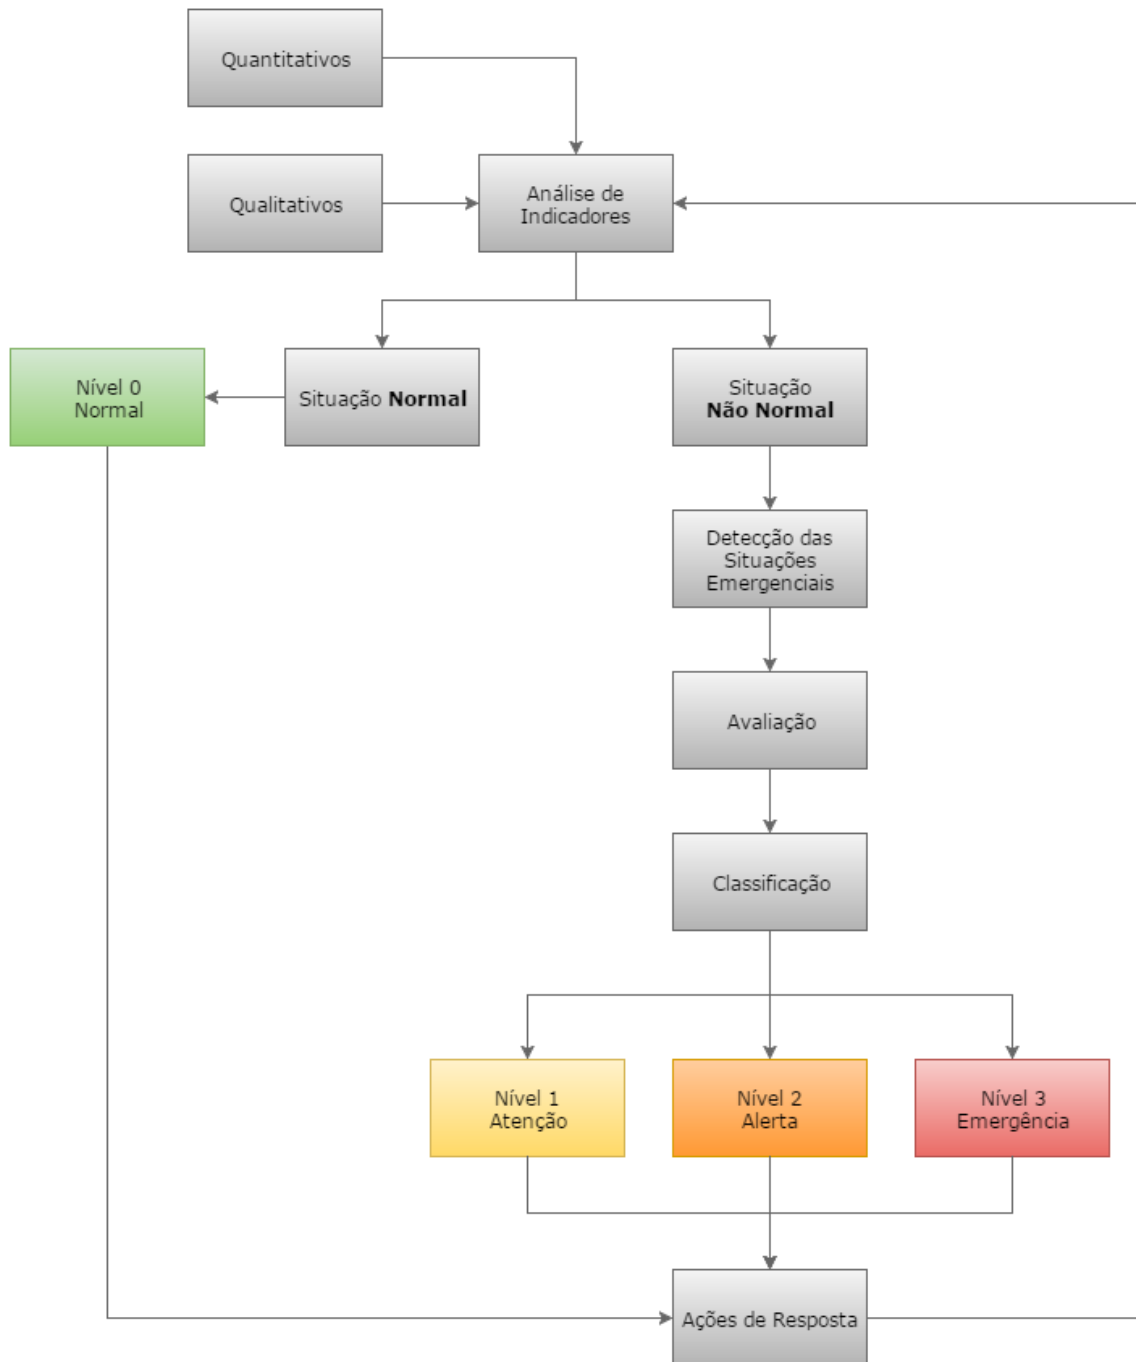 Quantitativos
Qualitativos
Análise de
Indicadores
Nível 0
Normal
Situação Normal
Situação
Não Normal
Detecção das
Situações
Emergenciais
Avaliação
Classificação
Nível 1
Atenção
Nível 2
Alerta
Nível 3
Emergência
Ações de Resposta